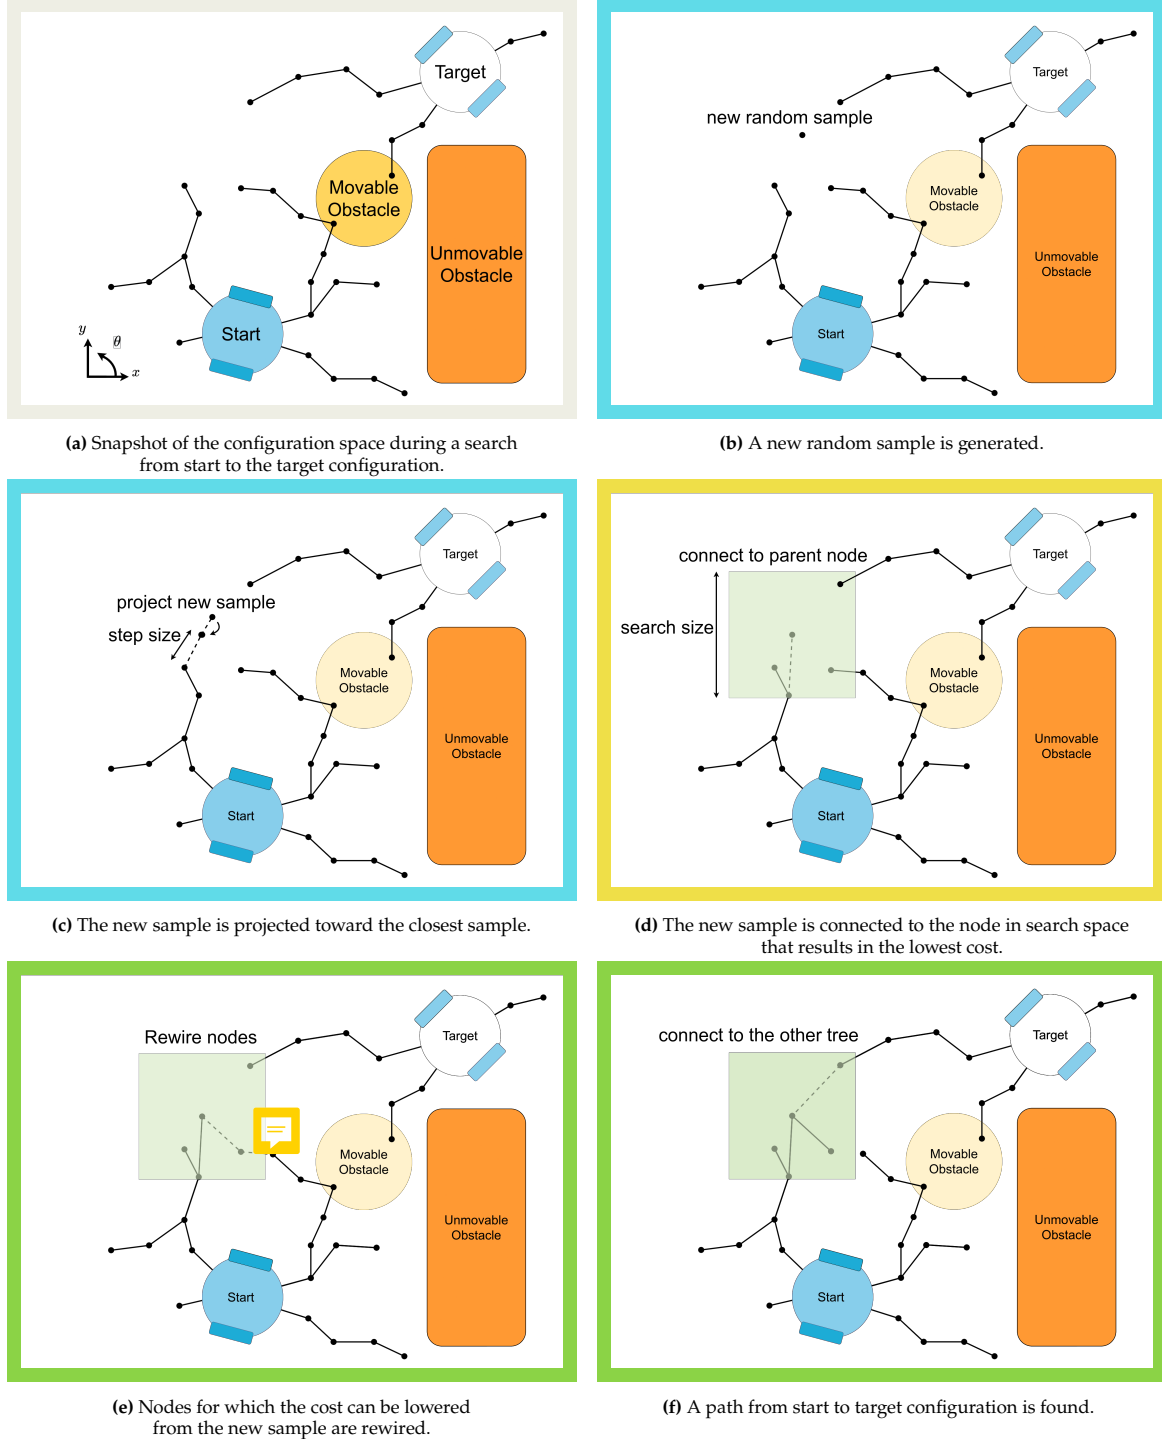 Target
Movable
Obstacle
Unmovable
Obstacle
Start
y
θ
x
(a) Snapshot of the configuration space during a search
from start to the target configuration.
new random sample
Target
Movable
Obstacle
Unmovable
Obstacle
Start
(b) A new random sample is generated.
Target
project new sample
step size
Movable
Obstacle
Unmovable
Obstacle
Start
(c) The new sample is projected toward the closest sample.
Target
connect to parent node
search size
Movable
Obstacle
Unmovable
Obstacle
Start
(d) The new sample is connected to the node in search space
that results in the lowest cost.
Target
Rewire nodes
Movable
Obstacle
Unmovable
Obstacle
Start
(e) Nodes for which the cost can be lowered
from the new sample are rewired.
Target
connect to the other tree
Movable
Obstacle
Unmovable
Obstacle
Start
(f) A path from start to target configuration is found.